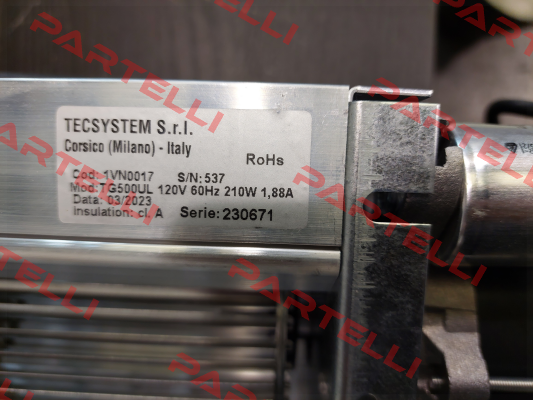 TECSYSTEM S.r.l.
Corsico (Milano) - Italy
RoHs
Cod: 1VN0017 S/N: 537
Mod: TG500UL 120V 60Hz 210W 1,88A
Data: 03/2023
Insulation: cl. A Serie: 230671
PARTELLI
PARTELLI
PARTELLI
PARTELLI
PARTELLI
PARTELLI